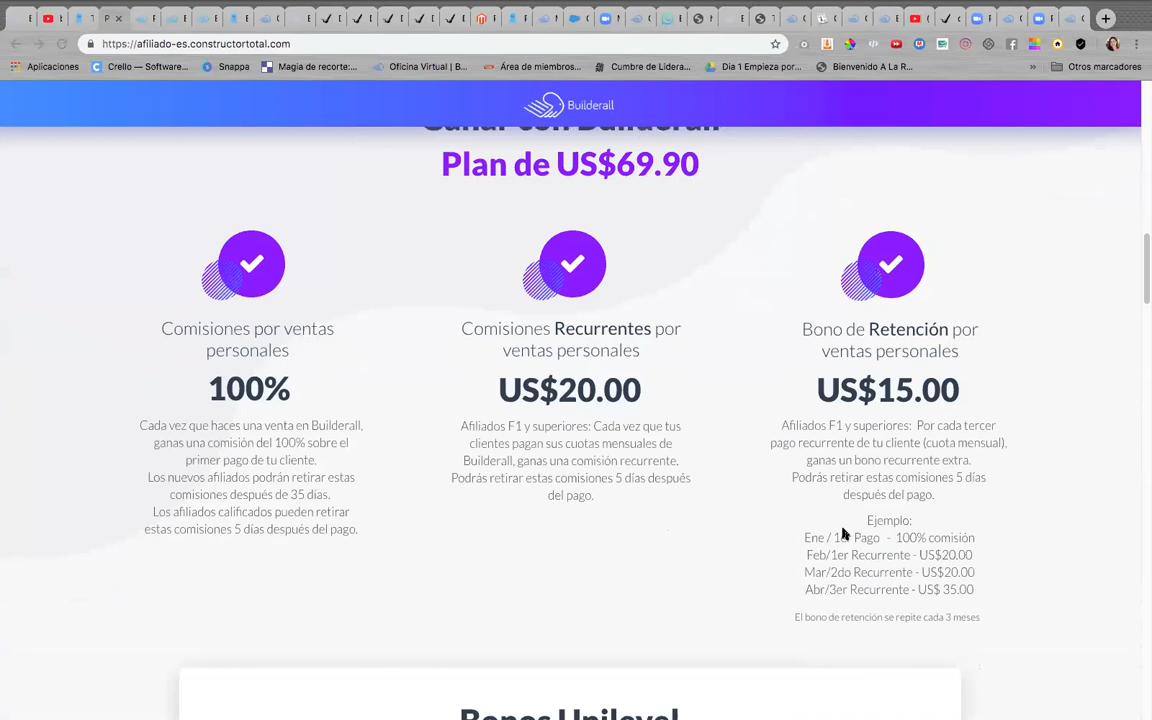 https://afiliado-es.constructortotal.com
Aplicaciones
Crello — Software...
Snappa
Magia de recorte:...
Oficina Virtual | B...
Área de miembros...
Cumbre de Lidera...
Dia 1 Empieza por...
Bienvenido A La R...
»
Otros marcadores
Builderall
Ganar con Builderall
Plan de US$69.90
Comisiones por ventas
personales
100%
Cada vez que haces una venta en Builderall,
ganas una comisión del 100% sobre el
primer pago de tu cliente.
Los nuevos afiliados podrán retirar estas
comisiones después de 35 dias.
Los afiliados calificados pueden retirar
estas comisiones 5 días después del pago.
Comisiones Recurrentes por
ventas personales
US$20.00
Afiliados F1 y superiores: Cada vez que tus
clientes pagan sus cuotas mensuales de
Builderall, ganas una comisión recurrente.
Podrás retirar estas comisiones 5 días después
del pago.
Bono de Retención por
ventas personales
US$15.00
Afiliados F1 y superiores: Por cada tercer
pago recurrente de tu cliente (cuota mensual),
ganas un bono recurrente extra.
Podrás retirar estas comisiones 5 días
después del pago.
Ejemplo:
Ene / 1er Pago - 100% comisión
Feb/1er Recurrente - US$20.00
Mar/2do Recurrente - US$20.00
Abr/3er Recurrente - US$ 35.00
El bono de retención se repite cada 3 meses
Bonos Unilevel